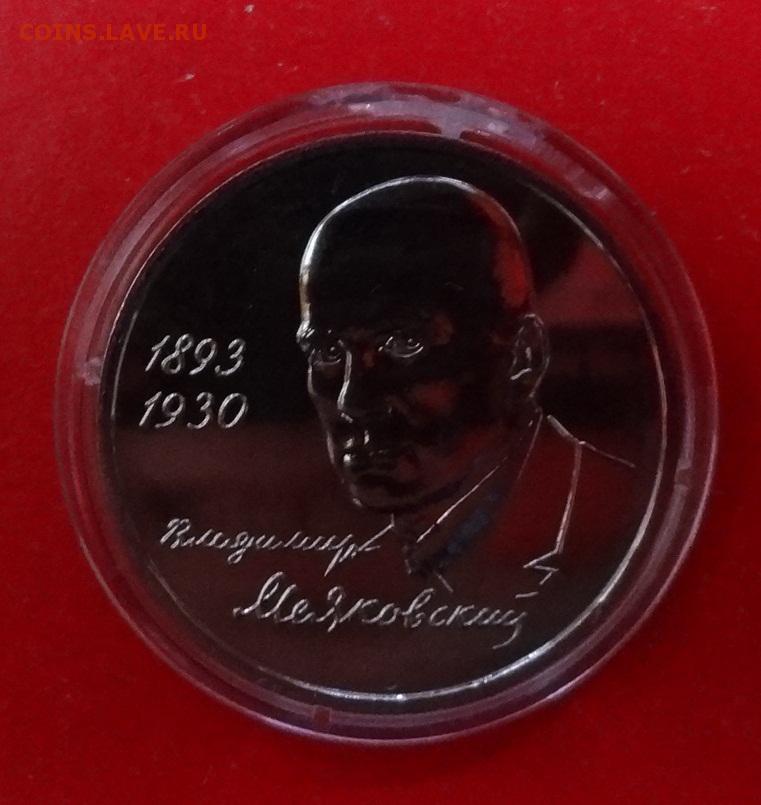 COINS.LAVE.RU
1893
1930
Владимир
Маяковский